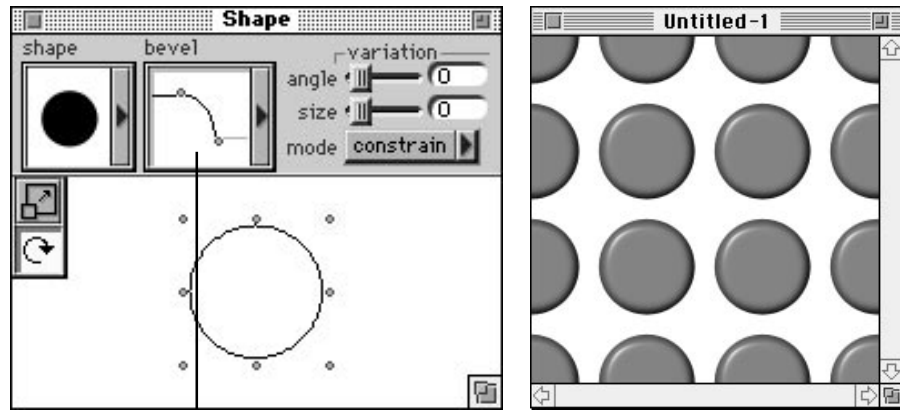 Shape
shape
bevel
variation
angle 0
size 0
mode constrain
Untitled-1